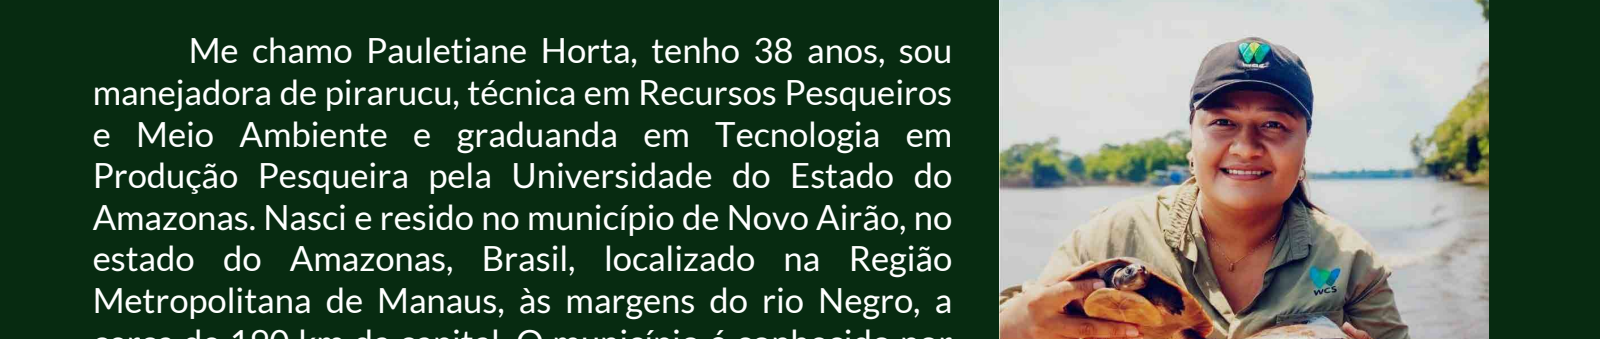 Me chamo Pauletiane Horta, tenho 38 anos, sou
manejadora de pirarucu, técnica em Recursos Pesqueiros
e Meio Ambiente e graduanda em Tecnologia em
Produção Pesqueira pela Universidade do Estado do
Amazonas. Nasci e resido no município de Novo Airão, no
estado do Amazonas, Brasil, localizado na Região
Metropolitana de Manaus, às margens do rio Negro, a
WCS